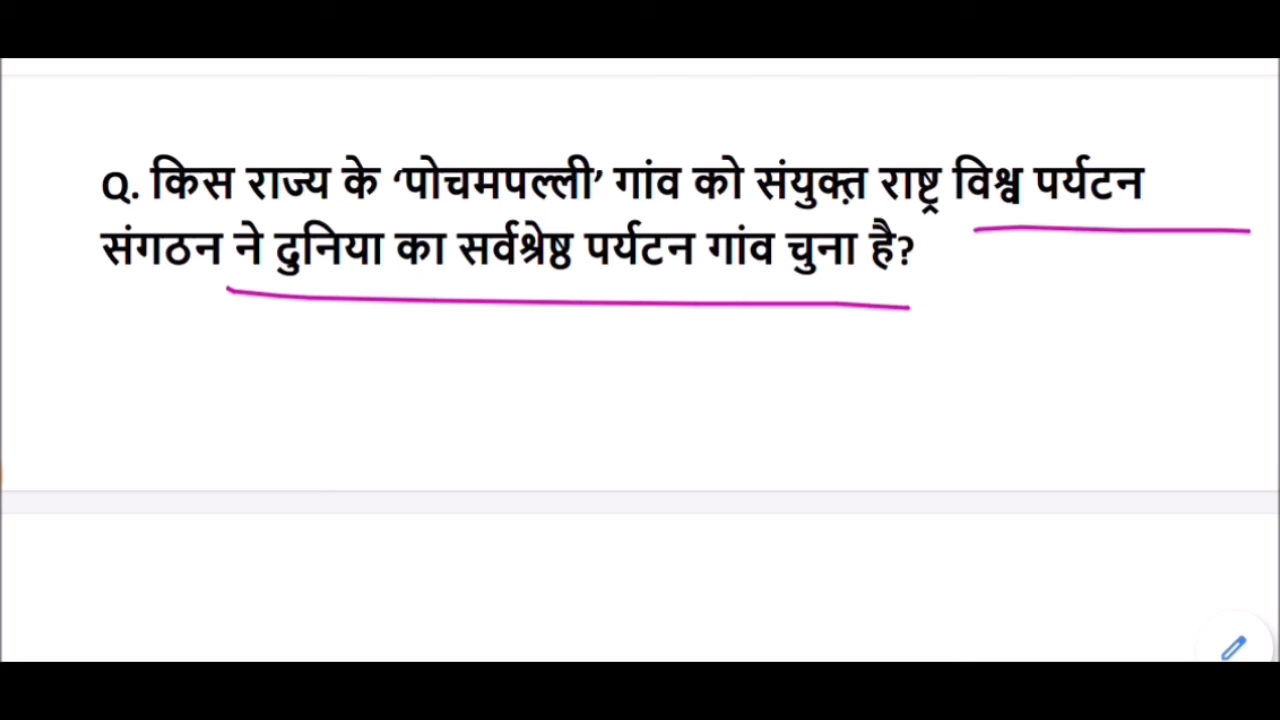 Q. किस राज्य के ‘पोचमपल्ली’ गांव को संयुक्त़ राष्ट्र विश्व पर्यटन
संगठन ने दुनिया का सर्वश्रेष्ठ पर्यटन गांव चुना है?